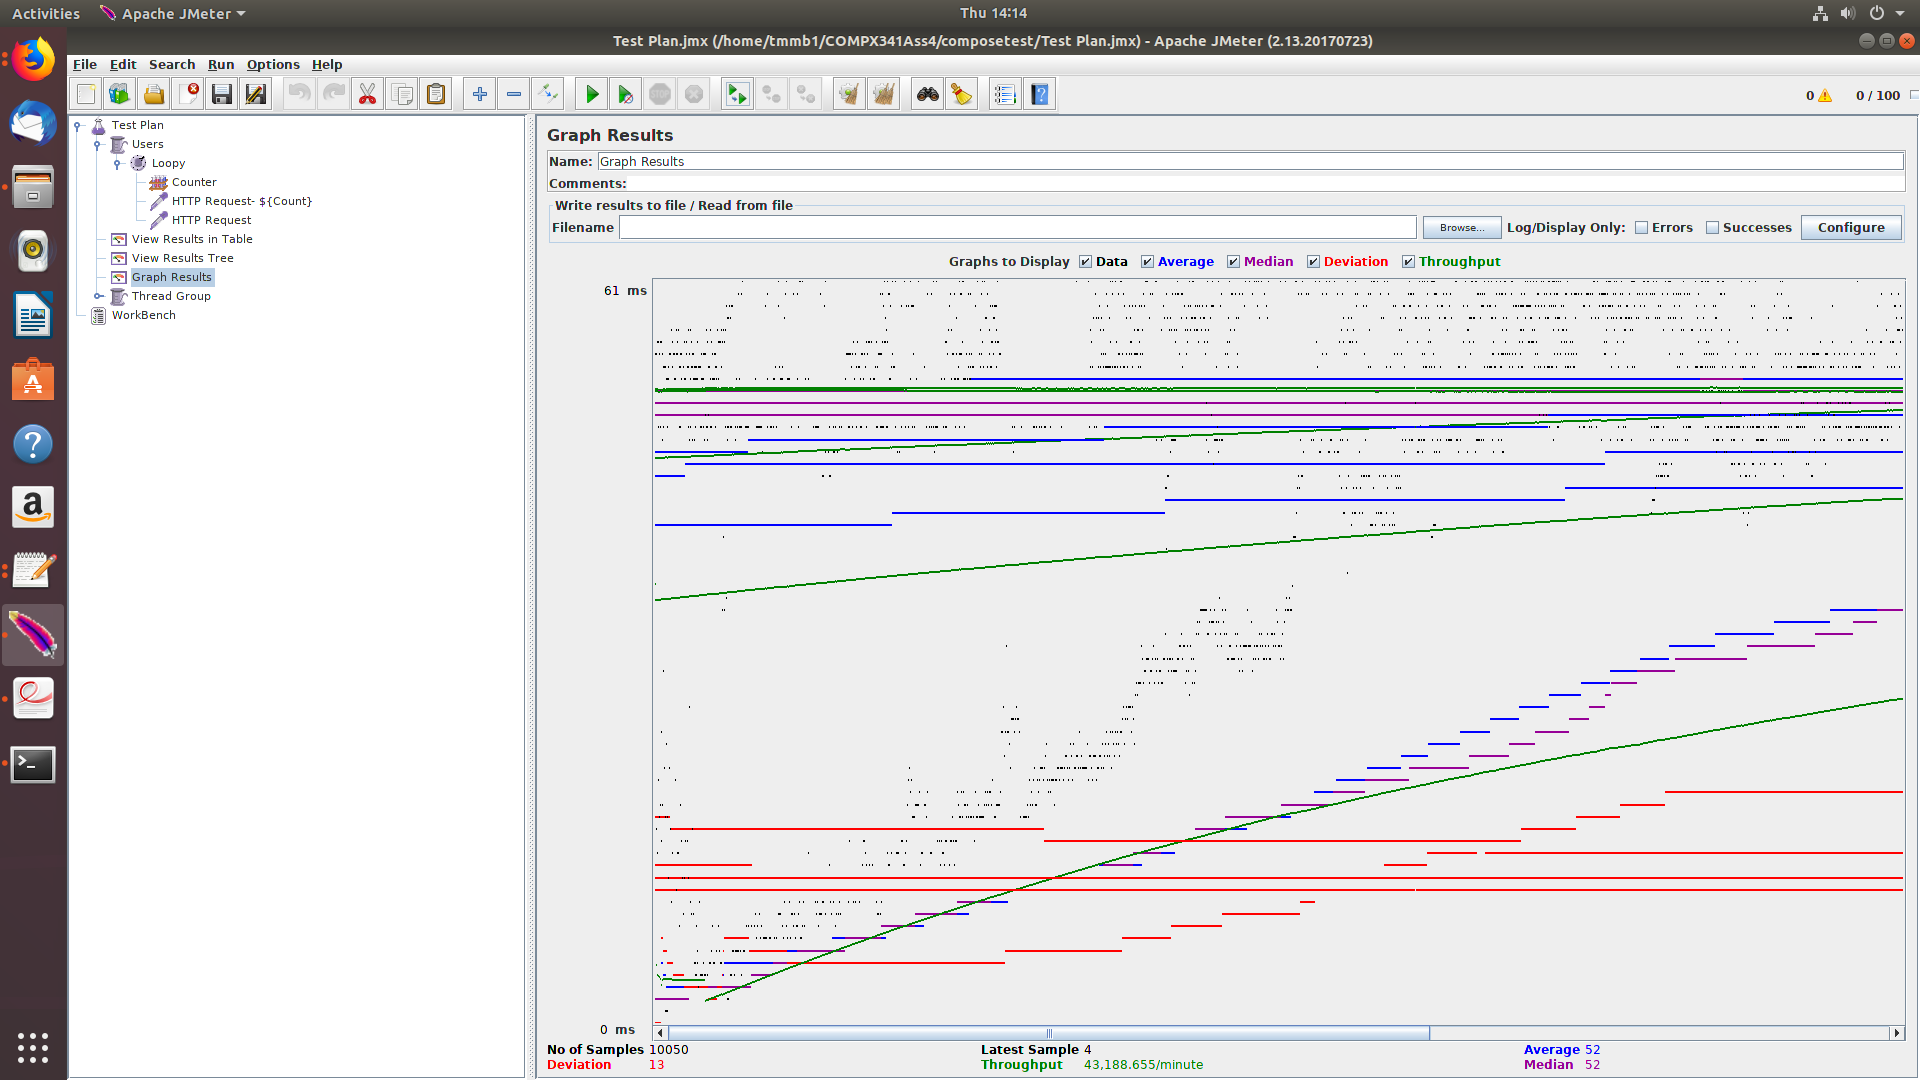 Activities Apache JMeter Thu 14:14
Test Plan.jmx (/home/tmmb1/COMPX341Ass4/composetest/Test Plan.jmx) - Apache JMeter (2.13.20170723)
File Edit Search Run Options Help
STOP
0 0 / 100
Test Plan
Users
Loopy
Counter
HTTP Request- ${Count}
HTTP Request
View Results in Table
View Results Tree
Graph Results
Thread Group
WorkBench
Graph Results
Name: Graph Results
Comments:
Write results to file / Read from file
Filename Browse... Log/Display Only: Errors Successes Configure
Graphs to Display Data Average Median Deviation Throughput
61 ms
0 ms
No of Samples 10050 Latest Sample 4 Average 52
Deviation 13 Throughput 43,188.655/minute Median 52